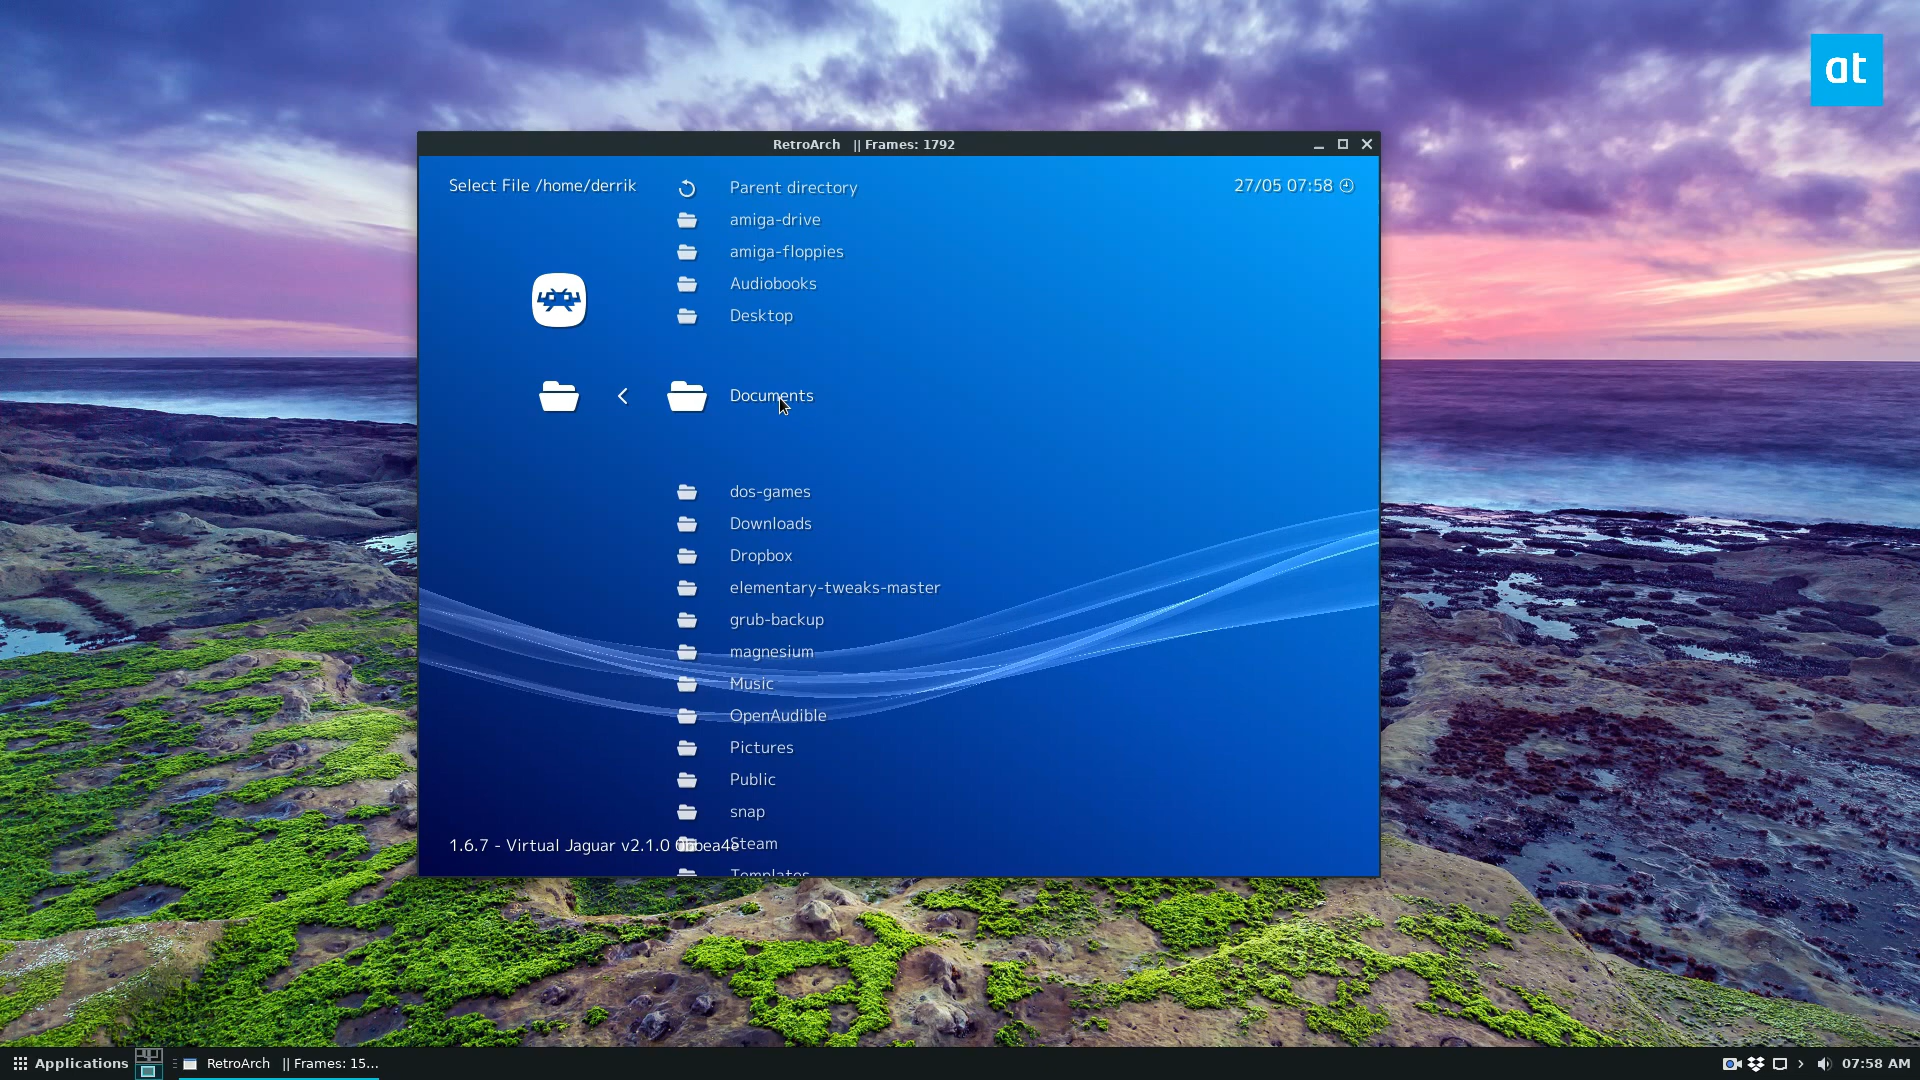 at
RetroArch || Frames: 1792
Select File /home/derrik
27/05 07:58
Parent directory
amiga-drive
amiga-floppies
Audiobooks
Desktop
Documents
dos-games
Downloads
Dropbox
elementary-tweaks-master
grub-backup
magnesium
Music
OpenAudible
Pictures
Public
snap
Steam
1.6.7 - Virtual Jaguar v2.1.0
Templates
Applications
RetroArch || Frames: 15...
07:58 AM